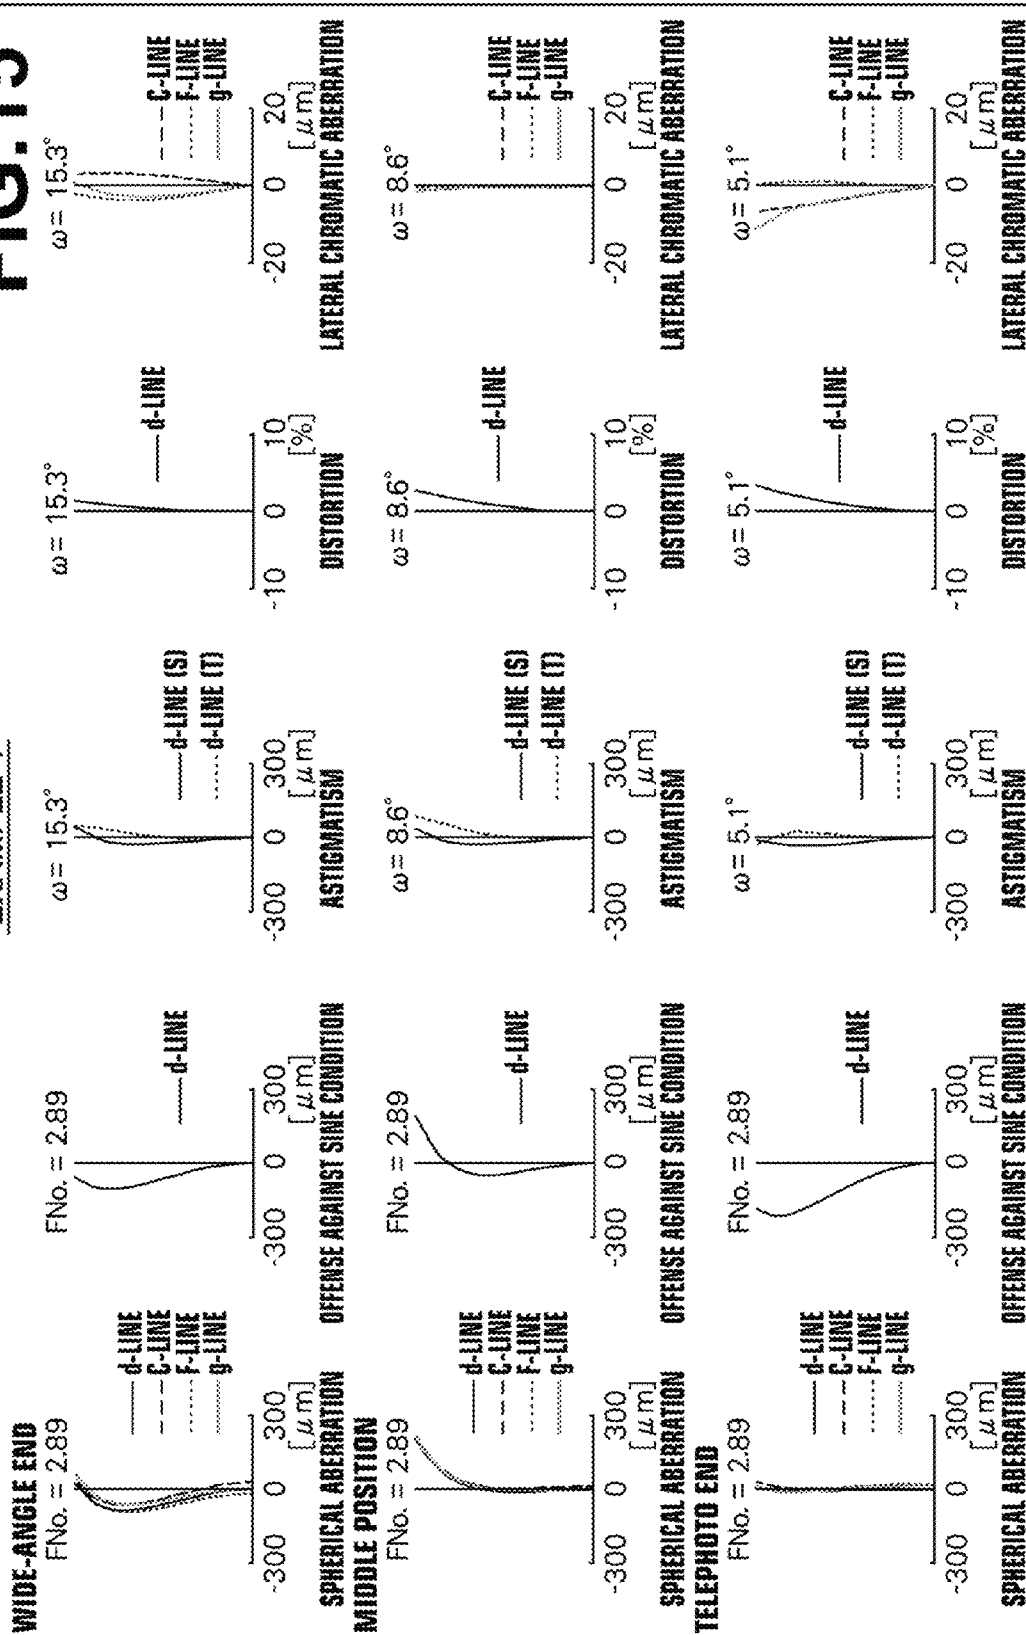 FIG.15
WIDE-ANGLE END
FNo. = 2.89
d-LINE
C-LINE
F-LINE
g-LINE
-300 0 300
[μm]
SPHERICAL ABERRATION
FNo. = 2.89
d-LINE
-300 0 300
[μm]
OFFENSE AGAINST SINE CONDITION
ω= 15.3°
d-LINE (S)
d-LINE (T)
-300 0 300
[μm]
ASTIGMATISM
ω= 15.3°
d-LINE
-10 0 10
[%]
DISTORTION
ω= 15.3°
C-LINE
F-LINE
g-LINE
-20 0 20
[μm]
LATERAL CHROMATIC ABERRATION
MIDDLE POSITION
FNo. = 2.89
d-LINE
C-LINE
F-LINE
g-LINE
-300 0 300
[μm]
SPHERICAL ABERRATION
FNo. = 2.89
d-LINE
-300 0 300
[μm]
OFFENSE AGAINST SINE CONDITION
ω= 8.6°
d-LINE (S)
d-LINE (T)
-300 0 300
[μm]
ASTIGMATISM
ω= 8.6°
d-LINE
-10 0 10
[%]
DISTORTION
ω= 8.6°
C-LINE
F-LINE
g-LINE
-20 0 20
[μm]
LATERAL CHROMATIC ABERRATION
TELEPHOTO END
FNo. = 2.89
d-LINE
C-LINE
F-LINE
g-LINE
-300 0 300
[μm]
SPHERICAL ABERRATION
FNo. = 2.89
d-LINE
-300 0 300
[μm]
OFFENSE AGAINST SINE CONDITION
ω= 5.1°
d-LINE (S)
d-LINE (T)
-300 0 300
[μm]
ASTIGMATISM
ω= 5.1°
d-LINE
-10 0 10
[%]
DISTORTION
ω= 5.1°
C-LINE
F-LINE
g-LINE
-20 0 20
[μm]
LATERAL CHROMATIC ABERRATION